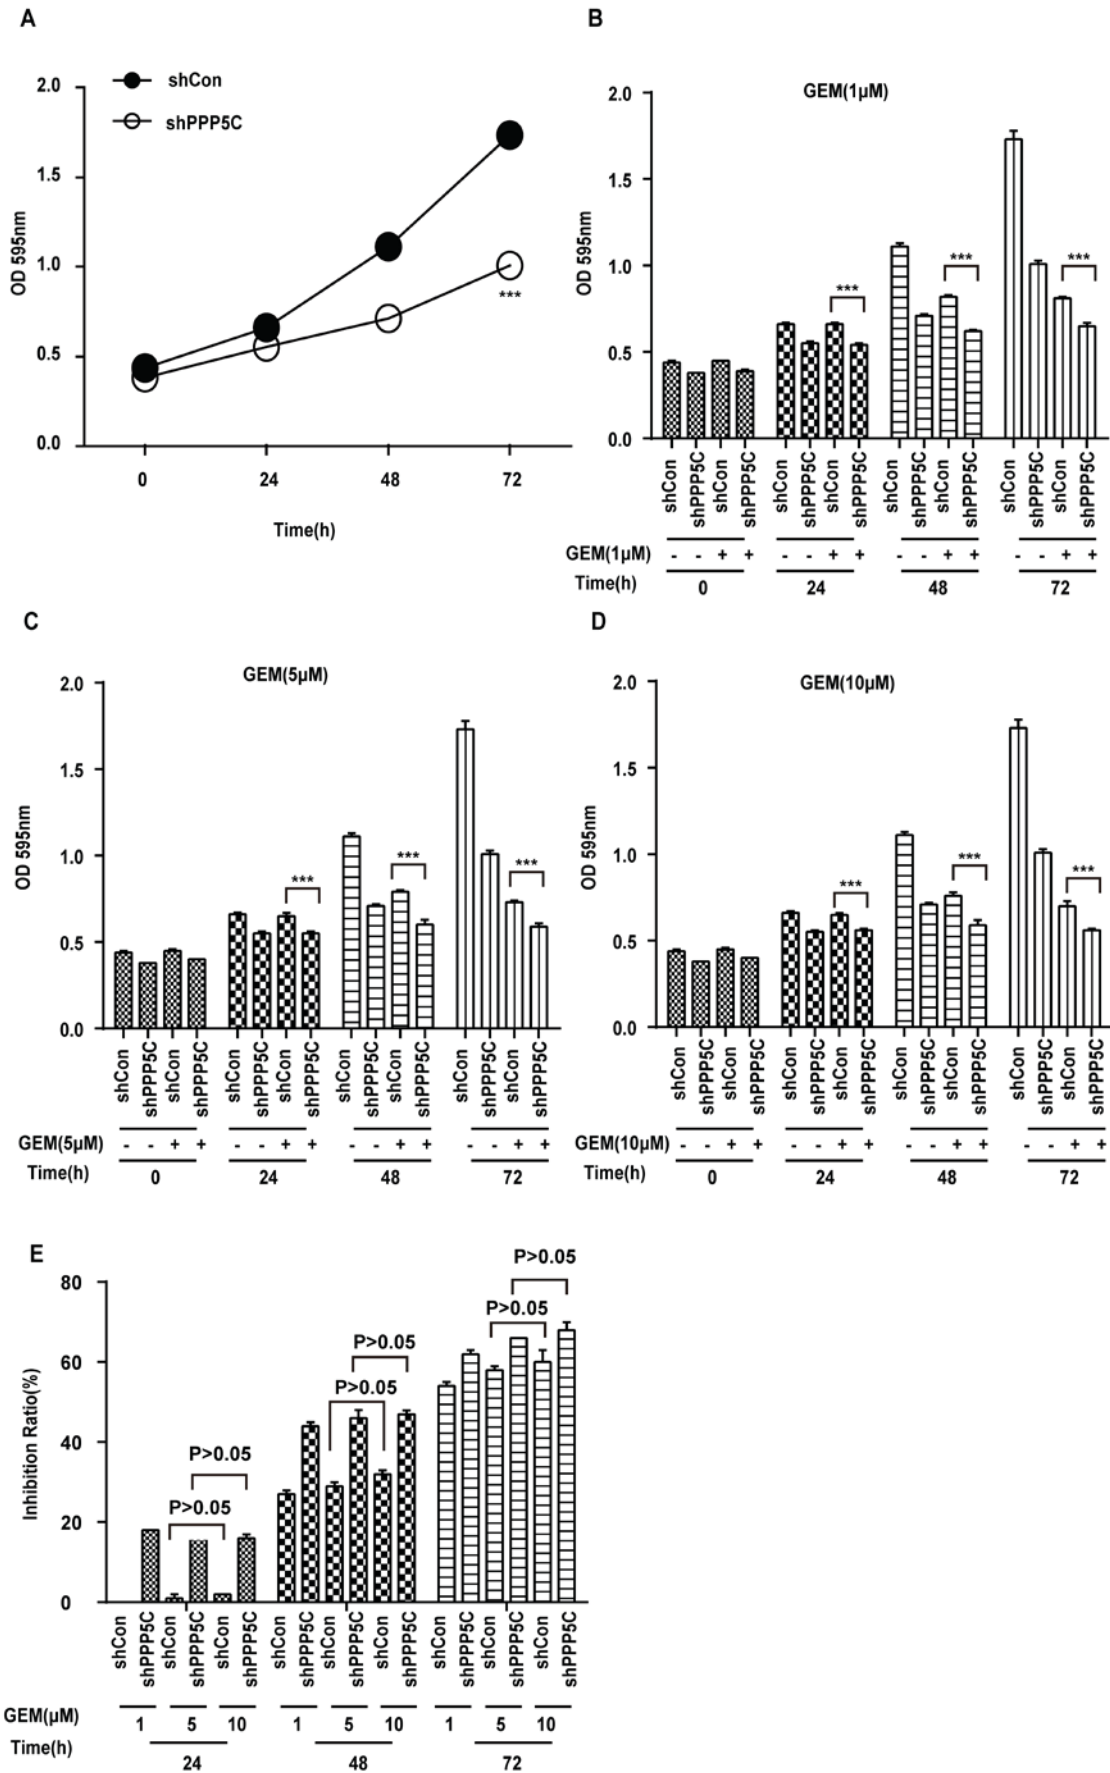 A
shCon
shPPP5C
2.0
1.5
1.0
0.5
0.0
OD 595nm
***
0 24 48 72
Time(h)
B
GEM(1μM)
2.0
1.5
1.0
0.5
0.0
OD 595nm
*** *** ***
shCon shPPP5C shCon shPPP5C shCon shPPP5C shCon shPPP5C shCon shPPP5C shCon shPPP5C shCon shPPP5C shCon shPPP5C
GEM(1μM) - - + + - - + + - - + + - - + +
Time(h) 0 24 48 72
C
GEM(5μM)
2.0
1.5
1.0
0.5
0.0
OD 595nm
*** *** ***
shCon shPPP5C shCon shPPP5C shCon shPPP5C shCon shPPP5C shCon shPPP5C shCon shPPP5C shCon shPPP5C shCon shPPP5C
GEM(5μM) - - + + - - + + - - + + - - + +
Time(h) 0 24 48 72
D
GEM(10μM)
2.0
1.5
1.0
0.5
0.0
OD 595nm
*** *** ***
shCon shPPP5C shCon shPPP5C shCon shPPP5C shCon shPPP5C shCon shPPP5C shCon shPPP5C shCon shPPP5C shCon shPPP5C
GEM(10μM) - - + + - - + + - - + + - - + +
Time(h) 0 24 48 72
E
80
60
40
20
0
Inhibition Ratio(%)
P>0.05
P>0.05
P>0.05
P>0.05
P>0.05
P>0.05
shCon shPPP5C shCon shPPP5C shCon shPPP5C shCon shPPP5C shCon shPPP5C shCon shPPP5C shCon shPPP5C shCon shPPP5C shCon shPPP5C
GEM(μM) 1 5 10 1 5 10 1 5 10
Time(h) 24 48 72